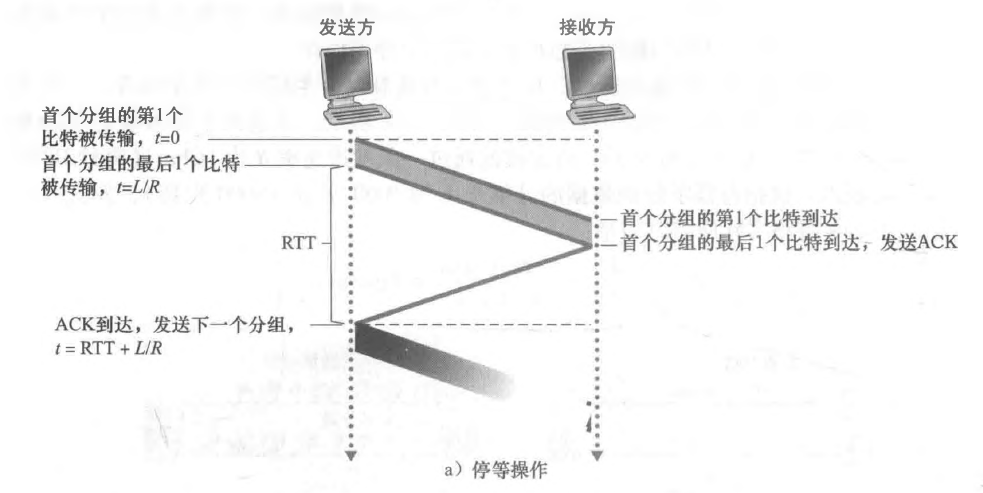 发送方
接收方
首个分组的第1个
比特被传输，t=0
首个分组的最后1个比特
被传输，t=L/R
首个分组的第1个比特到达
首个分组的最后1个比特到达，发送ACK
RTT
ACK到达，发送下一个分组，
t = RTT + L/R
a）停等操作